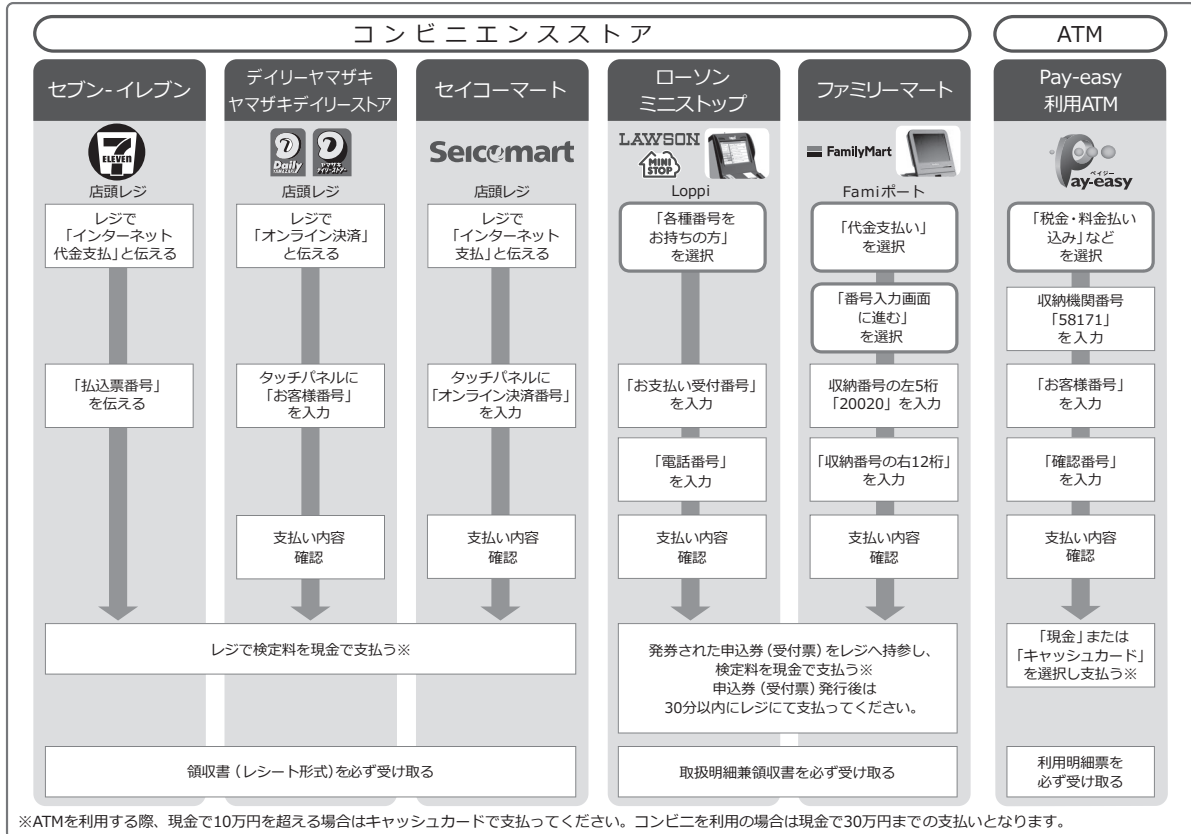 コンビニエンスストア
ATM
セブン-イレブン
デイリーヤマザキ
ヤマザキデイリーストア
セイコーマート
ローソン
ミニストップ
ファミリーマート
Pay-easy
利用ATM
7
ELEVEN
Daily
YAMAZAKI
ヤマザキ
デイリーストアー
Seicomart
LAWSON
MINI
STOP
FamilyMart
ペイジー
Pay-easy
店頭レジ
店頭レジ
店頭レジ
Loppi
Famiポート
レジで
「インターネット
代金支払」と伝える
レジで
「オンライン決済」
と伝える
レジで
「インターネット
支払」と伝える
「各種番号を
お持ちの方」
を選択
「代金支払い」
を選択
「税金・料金払い
込み」など
を選択
「番号入力画面
に進む」
を選択
収納機関番号
「58171」
を入力
「払込票番号」
を伝える
タッチパネルに
「お客様番号」
を入力
タッチパネルに
「オンライン決済番号」
を入力
「お支払い受付番号」
を入力
収納番号の左5桁
「20020」を入力
「お客様番号」
を入力
「電話番号」
を入力
「収納番号の右12桁」
を入力
「確認番号」
を入力
支払い内容
確認
支払い内容
確認
支払い内容
確認
支払い内容
確認
支払い内容
確認
レジで検定料を現金で支払う※
発券された申込券（受付票）をレジへ持参し、
検定料を現金で支払う※
申込券（受付票）発行後は
30分以内にレジにて支払ってください。
「現金」または
「キャッシュカード」
を選択し支払う※
領収書（レシート形式）を必ず受け取る
取扱明細兼領収書を必ず受け取る
利用明細票を
必ず受け取る
※ATMを利用する際、現金で10万円を超える場合はキャッシュカードで支払ってください。コンビニを利用の場合は現金で30万円までの支払いとなります。